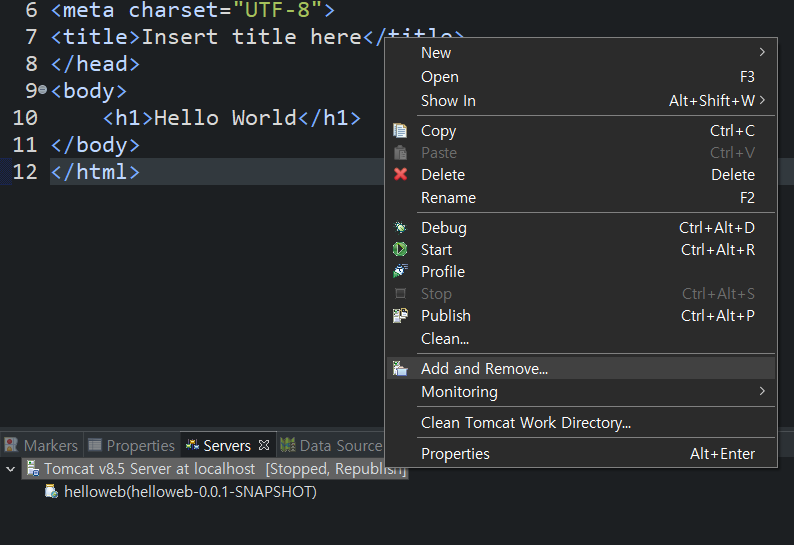 6 <meta charset="UTF-8">
7 <title>Insert title here</title>
8 </head>
9 <body>
10 <h1>Hello World</h1>
11 </body>
12 </html>
New
Open F3
Show In Alt+Shift+W
Copy Ctrl+C
Paste Ctrl+V
Delete Delete
Rename F2
Debug Ctrl+Alt+D
Start Ctrl+Alt+R
Profile
Stop Ctrl+Alt+S
Publish Ctrl+Alt+P
Clean...
Add and Remove...
Monitoring
Clean Tomcat Work Directory...
Properties Alt+Enter
Markers Properties Servers Data Source
Tomcat v8.5 Server at localhost [Stopped, Republish]
helloweb(helloweb-0.0.1-SNAPSHOT)